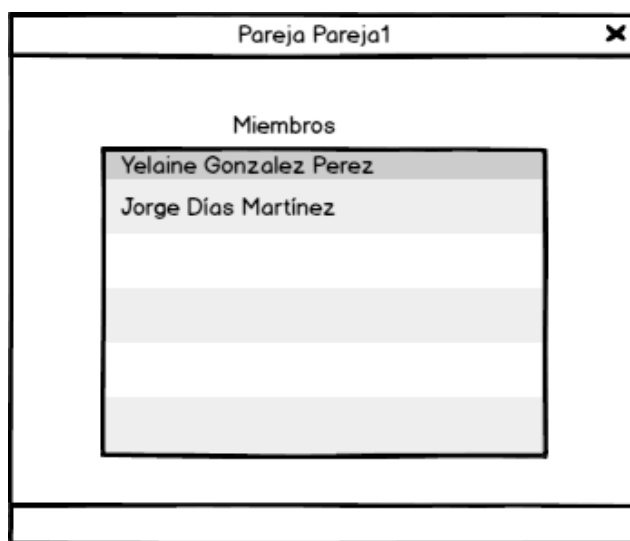 Pareja Pareja1
Miembros
Yelaine Gonzalez Perez
Jorge Días Martínez